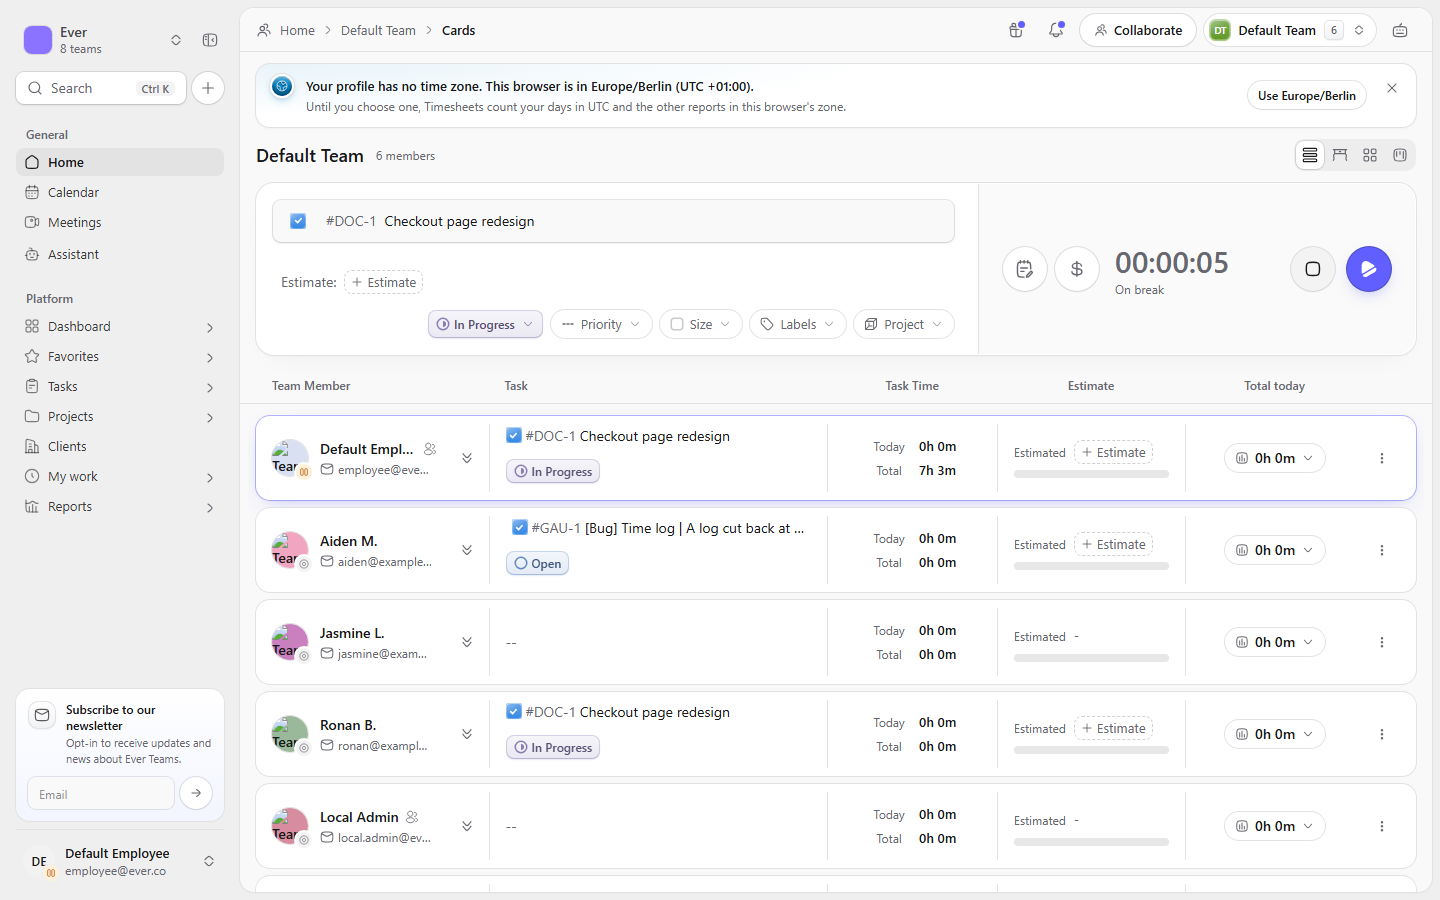 Ever
8 teams
Search
Ctrl K
General
Home
Calendar
Meetings
Assistant
Platform
Dashboard
Favorites
Tasks
Projects
Clients
My work
Reports
Subscribe to our
newsletter
Opt-in to receive updates and
news about Ever Teams.
Email
DE
Default Employee
employee@ever.co
Home
Default Team
Cards
Collaborate
DT
Default Team
6
Your profile has no time zone. This browser is in Europe/Berlin (UTC +01:00).
Until you choose one, Timesheets count your days in UTC and the other reports in this browser's zone.
Use Europe/Berlin
Default Team
6 members
#DOC-1 Checkout page redesign
Estimate:
+ Estimate
In Progress
Priority
Size
Labels
Project
$
00:00:05
On break
Team Member
Task
Task Time
Estimate
Total today
Default Empl...
employee@eve...
#DOC-1 Checkout page redesign
In Progress
Today 0h 0m
Total 7h 3m
Estimated + Estimate
0h 0m
Aiden M.
aiden@example...
#GAU-1 [Bug] Time log | A log cut back at ...
Open
Today 0h 0m
Total 0h 0m
Estimated + Estimate
0h 0m
Jasmine L.
jasmine@exam...
--
Today 0h 0m
Total 0h 0m
Estimated -
0h 0m
Ronan B.
ronan@exampl...
#DOC-1 Checkout page redesign
In Progress
Today 0h 0m
Total 0h 0m
Estimated + Estimate
0h 0m
Local Admin
local.admin@ev...
--
Today 0h 0m
Total 0h 0m
Estimated -
0h 0m